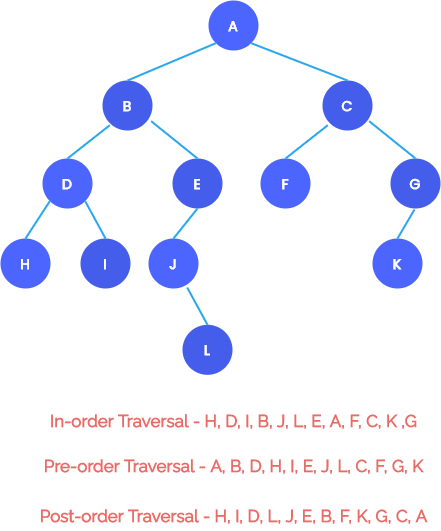 A
B C
D E F G
H I J K
L
In-order Traversal - H, D, I, B, J, L, E, A, F, C, K ,G
Pre-order Traversal - A, B, D, H, I, E, J, L, C, F, G, K
Post-order Traversal - H, I, D, L, J, E, B, F, K, G, C, A